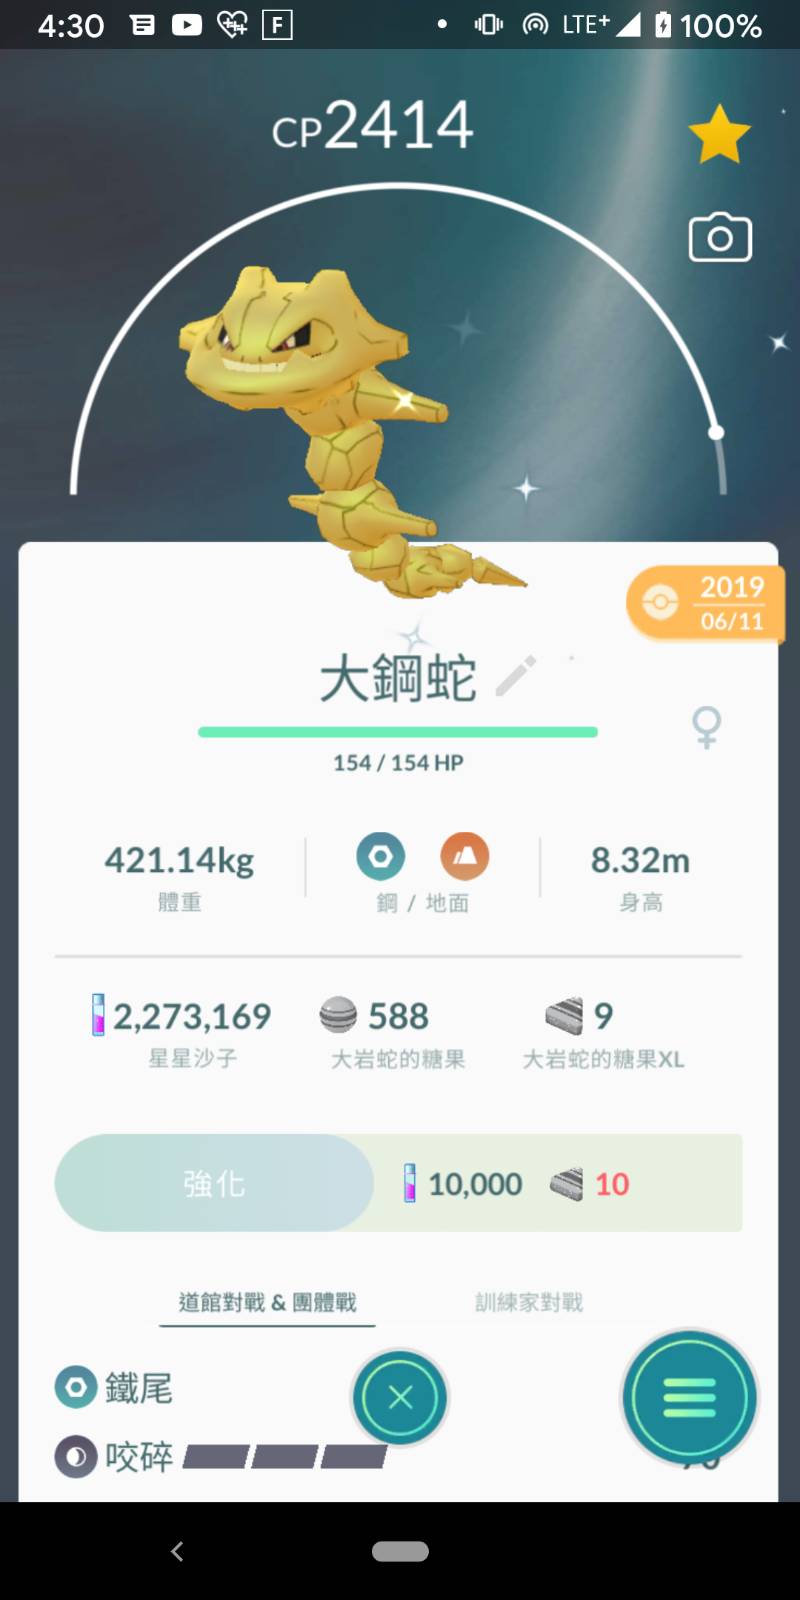 4:30 F LTE+ 100%
CP2414
2019
06/11
大鋼蛇
154 / 154 HP
421.14kg 8.32m
體重 鋼 / 地面 身高
2,273,169 588 9
星星沙子 大岩蛇的糖果 大岩蛇的糖果XL
強化 10,000 10
道館對戰 & 團體戰 訓練家對戰
鐵尾
咬碎